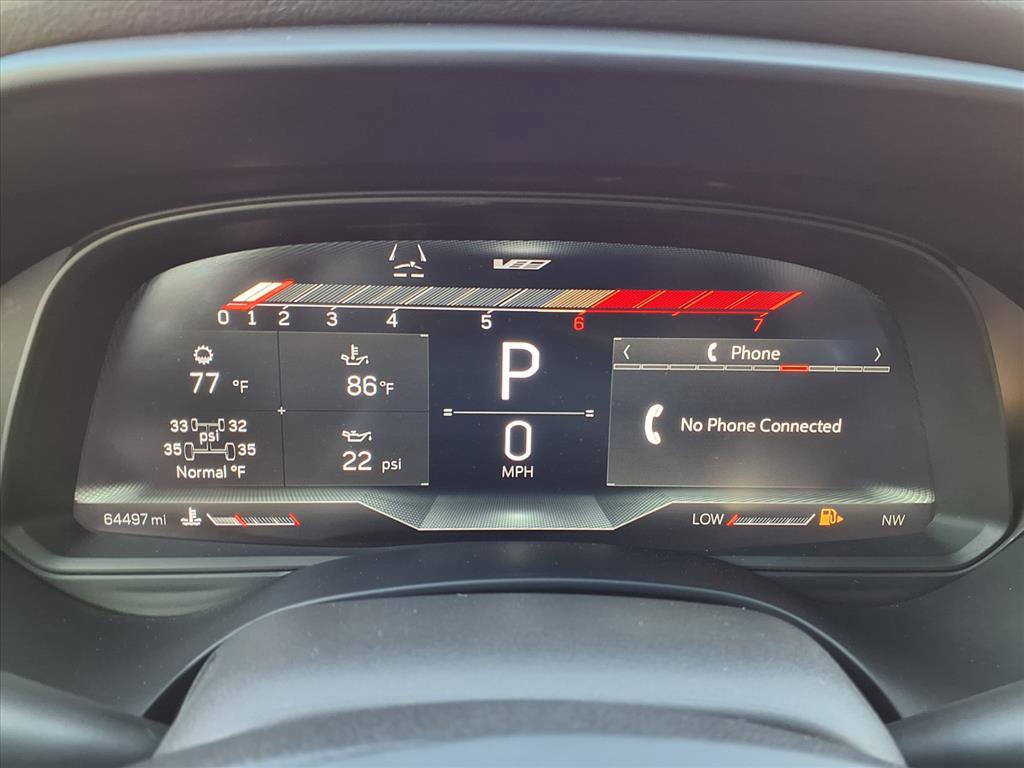 0 1 2 3 4 5 6 7
77 °F
86 °F
33 32
psi
35 35
Normal °F
22 psi
P
0
MPH
Phone
No Phone Connected
64497 mi
LOW
NW